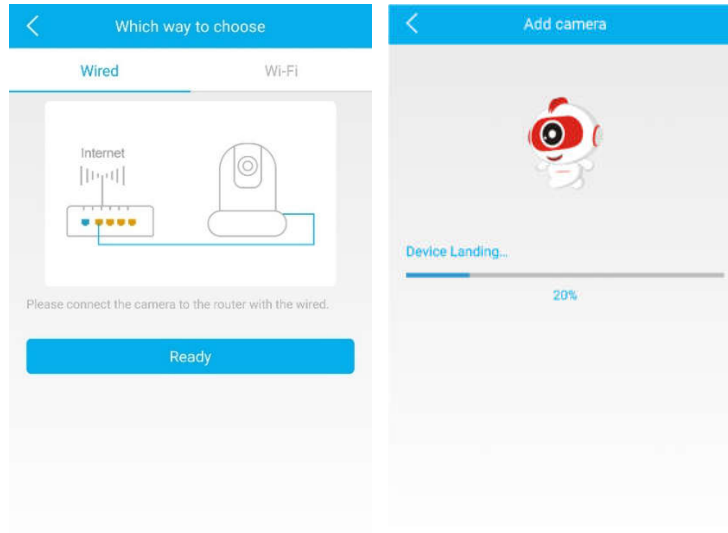 Which way to choose
Wired
Wi-Fi
Internet
Please connect the camera to the router with the wired.
Ready
Add camera
Device Landing...
20%